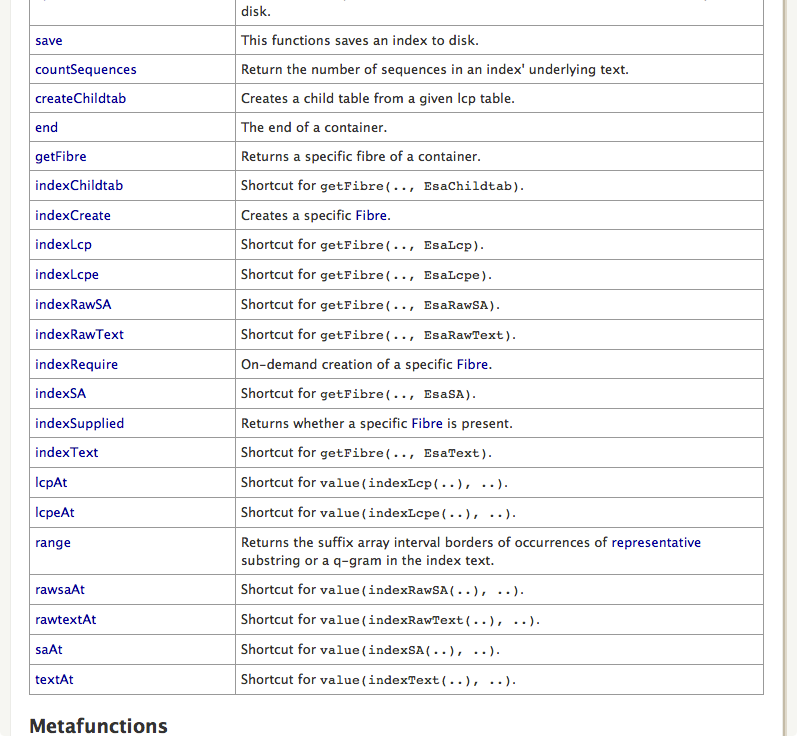 disk.
save This functions saves an index to disk.
countSequences Return the number of sequences in an index' underlying text.
createChildtab Creates a child table from a given lcp table.
end The end of a container.
getFibre Returns a specific fibre of a container.
indexChildtab Shortcut for getFibre(.., EsaChildtab).
indexCreate Creates a specific Fibre.
indexLcp Shortcut for getFibre(.., EsaLcp).
indexLcpe Shortcut for getFibre(.., EsaLcpe).
indexRawSA Shortcut for getFibre(.., EsaRawSA).
indexRawText Shortcut for getFibre(.., EsaRawText).
indexRequire On-demand creation of a specific Fibre.
indexSA Shortcut for getFibre(.., EsaSA).
indexSupplied Returns whether a specific Fibre is present.
indexText Shortcut for getFibre(.., EsaText).
lcpAt Shortcut for value(indexLcp(..), ..).
lcpeAt Shortcut for value(indexLcpe(..), ..).
range Returns the suffix array interval borders of occurrences of representative
substring or a q-gram in the index text.
rawsaAt Shortcut for value(indexRawSA(..), ..).
rawtextAt Shortcut for value(indexRawText(..), ..).
saAt Shortcut for value(indexSA(..), ..).
textAt Shortcut for value(indexText(..), ..).
Metafunctions